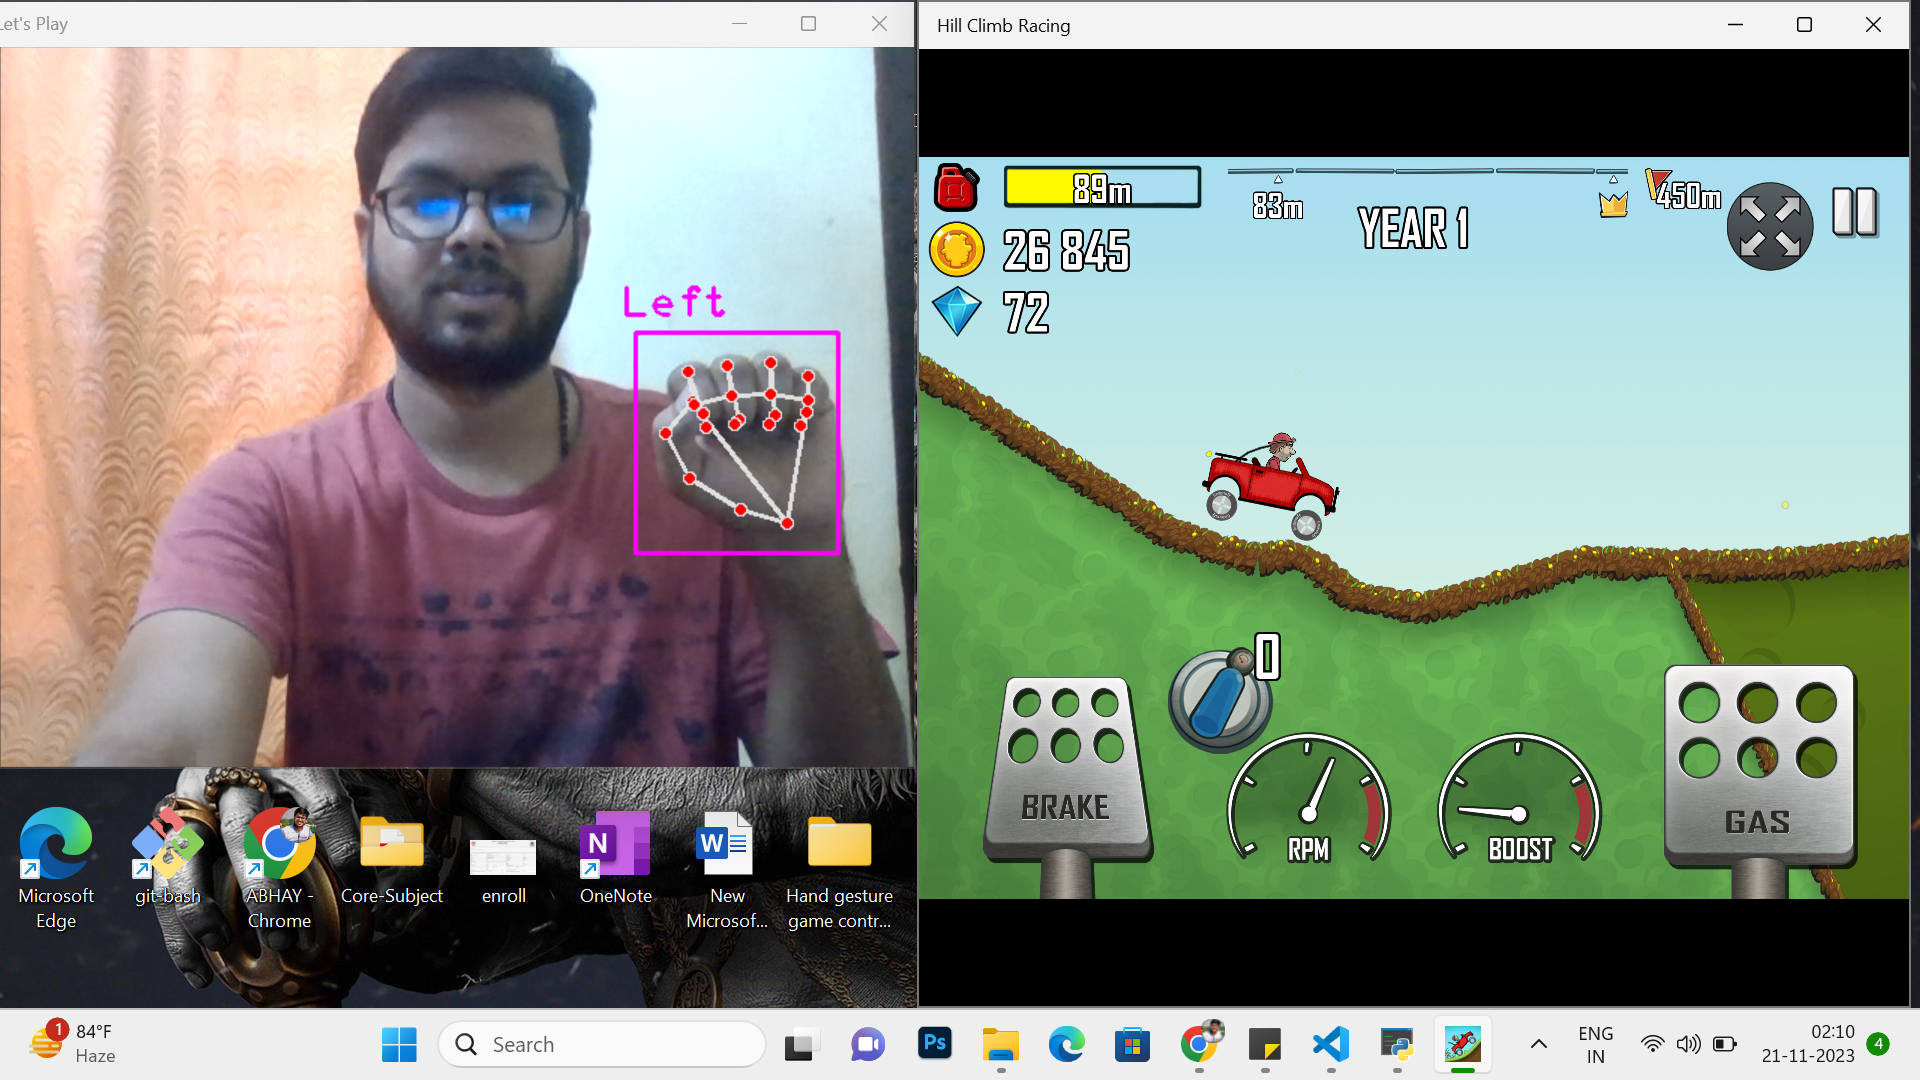 Let's Play
Left
Hill Climb Racing
89m
83m
450m
YEAR 1
26 845
72
0
BRAKE
RPM
BOOST
GAS
Microsoft
Edge
git-bash
ABHAY -
Chrome
Core-Subject
enroll
N
OneNote
W
New
Microsof...
Hand gesture
game contr...
1
84°F
Haze
Search
Ps
ENG
IN
02:10
21-11-2023
4